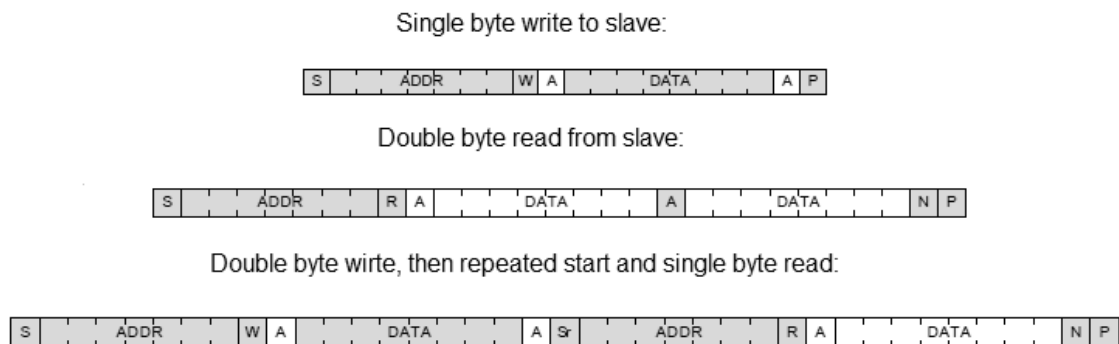 Single byte write to slave:
S ADDR W A DATA A P
Double byte read from slave:
S ADDR R A DATA A DATA N P
Double byte wirte, then repeated start and single byte read:
S ADDR W A DATA A Sr ADDR R A DATA N P